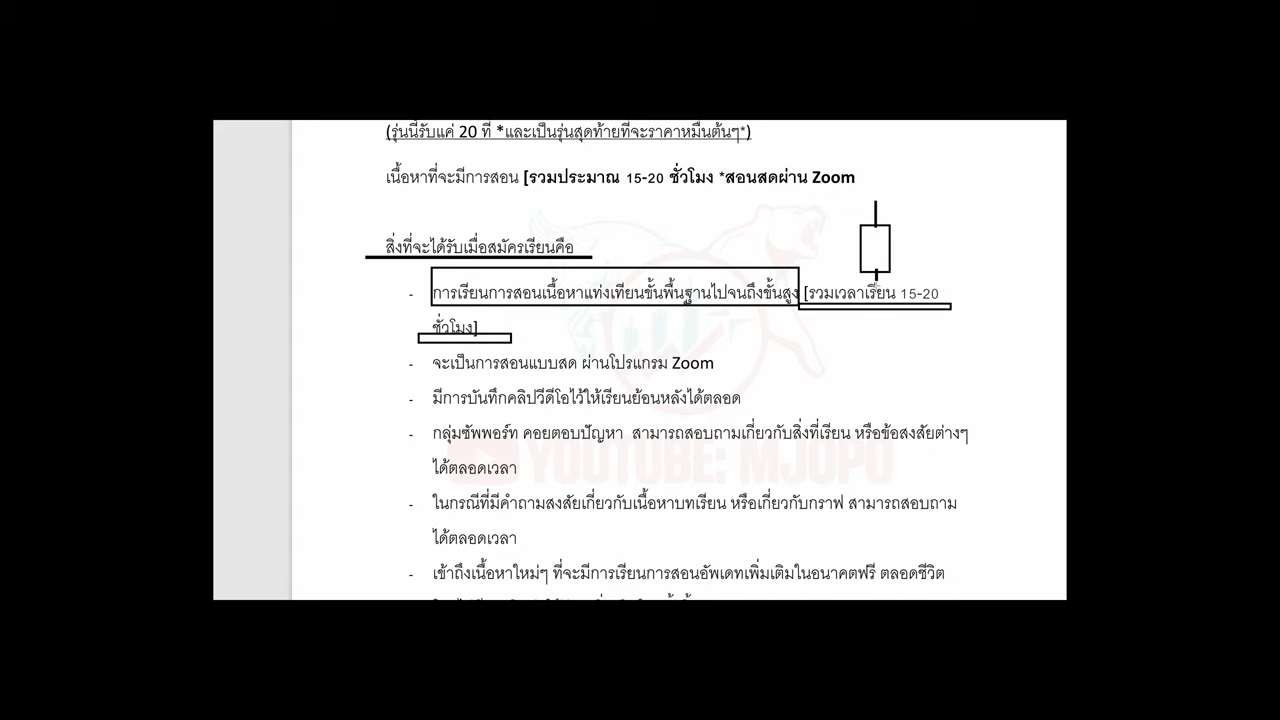 (รุ่นนี้รับแค่ 20 ที่ *และเป็นรุ่นสุดท้ายที่จะราคาหมื่นต้นๆ*)
เนื้อหาที่จะมีการสอน [รวมประมาณ 15-20 ชั่วโมง *สอนสดผ่าน Zoom
สิ่งที่จะได้รับเมื่อสมัครเรียนคือ
- การเรียนการสอนเนื้อหาแท่งเทียนขั้นพื้นฐานไปจนถึงขั้นสูง [รวมเวลาเรียน 15-20
ชั่วโมง]
- จะเป็นการสอนแบบสด ผ่านโปรแกรม Zoom
- มีการบันทึกคลิปวีดีโอไว้ให้เรียนย้อนหลังได้ตลอด
- กลุ่มซัพพอร์ท คอยตอบปัญหา สามารถสอบถามเกี่ยวกับสิ่งที่เรียน หรือข้อสงสัยต่างๆ
ได้ตลอดเวลา
YOUTUBE: MJOPO
- ในกรณีที่มีคำถามสงสัยเกี่ยวกับเนื้อหาบทเรียน หรือเกี่ยวกับกราฟ สามารถสอบถาม
ได้ตลอดเวลา
- เข้าถึงเนื้อหาใหม่ๆ ที่จะมีการเรียนการสอนอัพเดทเพิ่มเติมในอนาคตฟรี ตลอดชีวิต